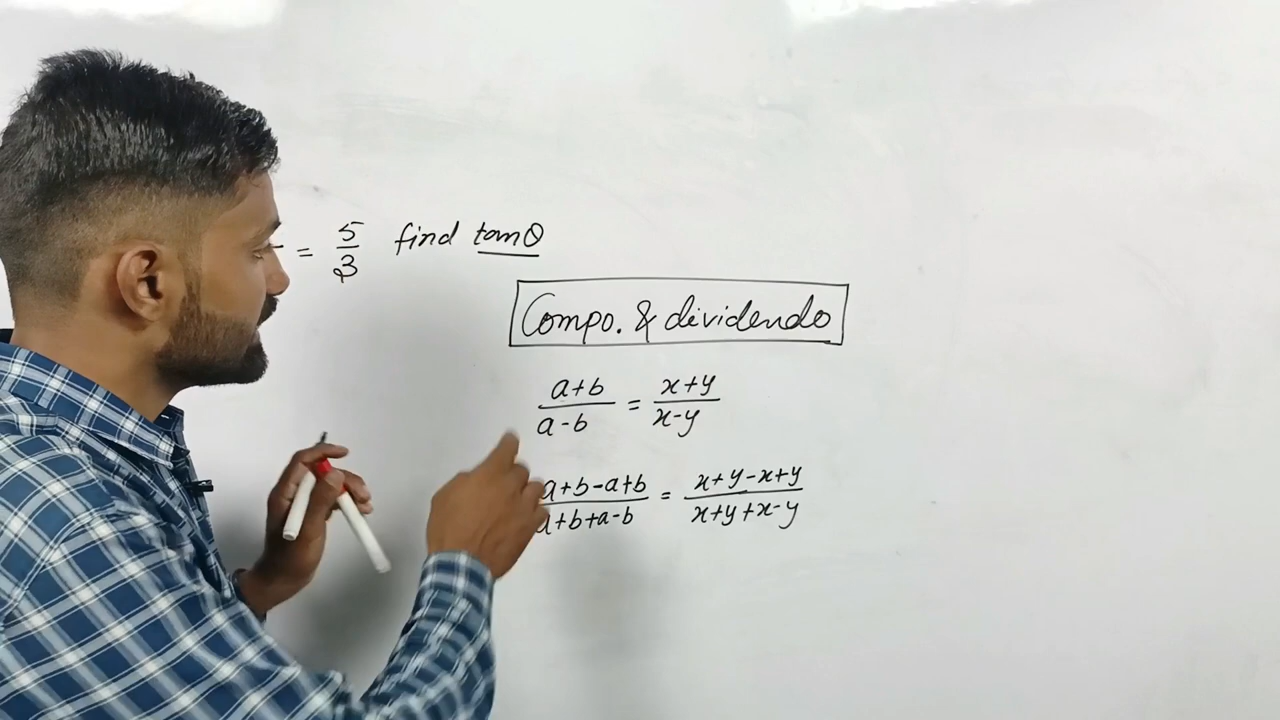 = 5/3 find tanθ
Compo. & dividendo
a+b/a-b = x+y/x-y
a+b-a+b/a+b+a-b = x+y-x+y/x+y+x-y